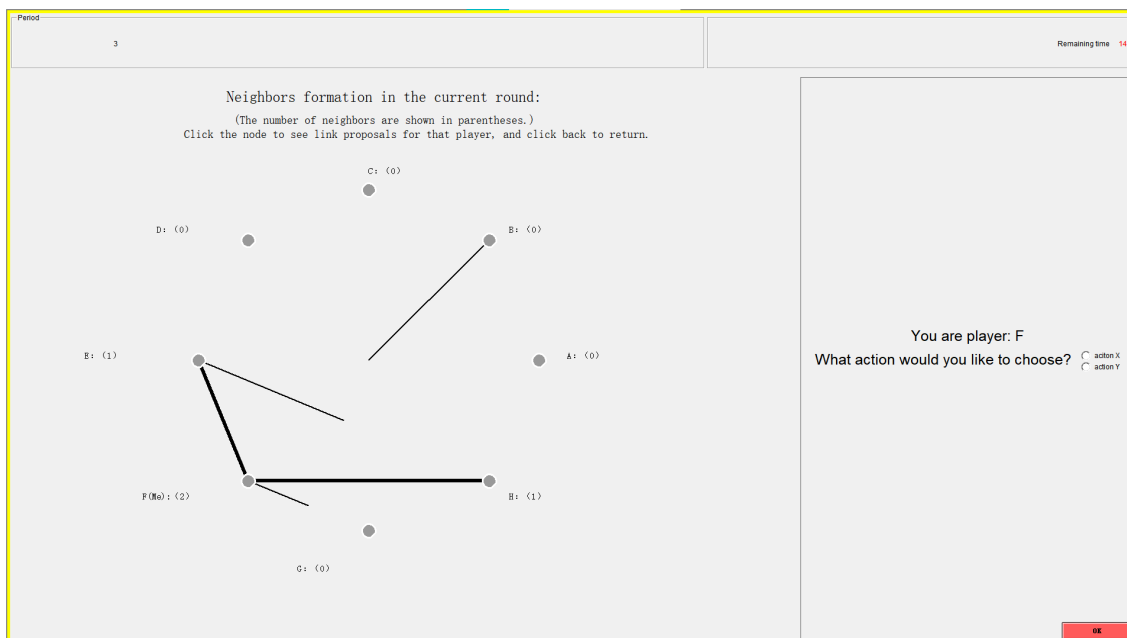 Period
3
Remaining time 14
Neighbors formation in the current round:
(The number of neighbors are shown in parentheses.)
Click the node to see link proposals for that player, and click back to return.
C: (0)
D: (0)
B: (0)
E: (1)
A: (0)
F(Me): (2)
H: (1)
G: (0)
You are player: F
What action would you like to choose?
aciton X
action Y
OK